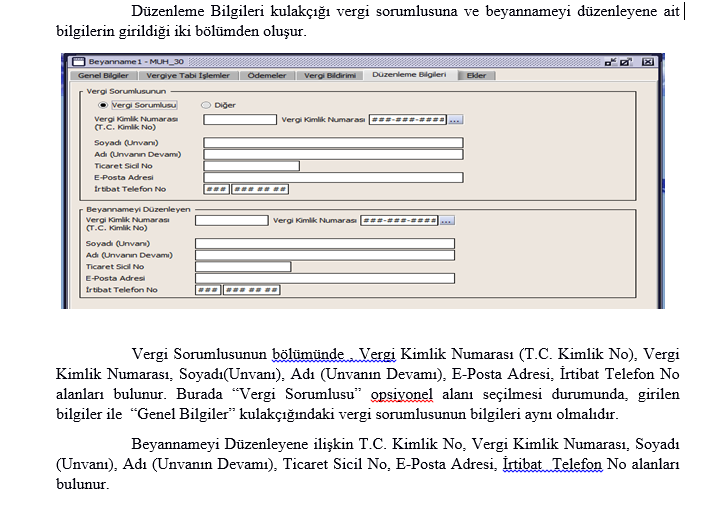 Düzenleme Bilgileri kulakçığı vergi sorumlusuna ve beyannameyi düzenleyene ait
bilgilerin girildiği iki bölümden oluşur.
Beyanname1 - MUH_30
Genel Bilgiler Vergiye Tabi İşlemler Ödemeler Vergi Bildirimi Düzenleme Bilgileri Ekler
Vergi Sorumlusunun
Vergi Sorumlusu Diğer
Vergi Kimlik Numarası Vergi Kimlik Numarası ###-###-#### ...
(T.C. Kimlik No)
Soyadı (Unvanı)
Adı (Unvanın Devamı)
Ticaret Sicil No
E-Posta Adresi
İrtibat Telefon No ### ### ## ##
Beyannameyi Düzenleyen
Vergi Kimlik Numarası Vergi Kimlik Numarası ###-###-#### ...
(T.C. Kimlik No)
Soyadı (Unvanı)
Adı (Unvanın Devamı)
Ticaret Sicil No
E-Posta Adresi
İrtibat Telefon No ### ### ## ##
Vergi Sorumlusunun bölümünde , Vergi Kimlik Numarası (T.C. Kimlik No), Vergi
Kimlik Numarası, Soyadı(Unvanı), Adı (Unvanın Devamı), E-Posta Adresi, İrtibat Telefon No
alanları bulunur. Burada “Vergi Sorumlusu” opsiyonel alanı seçilmesi durumunda, girilen
bilgiler ile “Genel Bilgiler” kulakçığındaki vergi sorumlusunun bilgileri aynı olmalıdır.
Beyannameyi Düzenleyene ilişkin T.C. Kimlik No, Vergi Kimlik Numarası, Soyadı
(Unvanı), Adı (Unvanın Devamı), Ticaret Sicil No, E-Posta Adresi, İrtibat Telefon No alanları
bulunur.